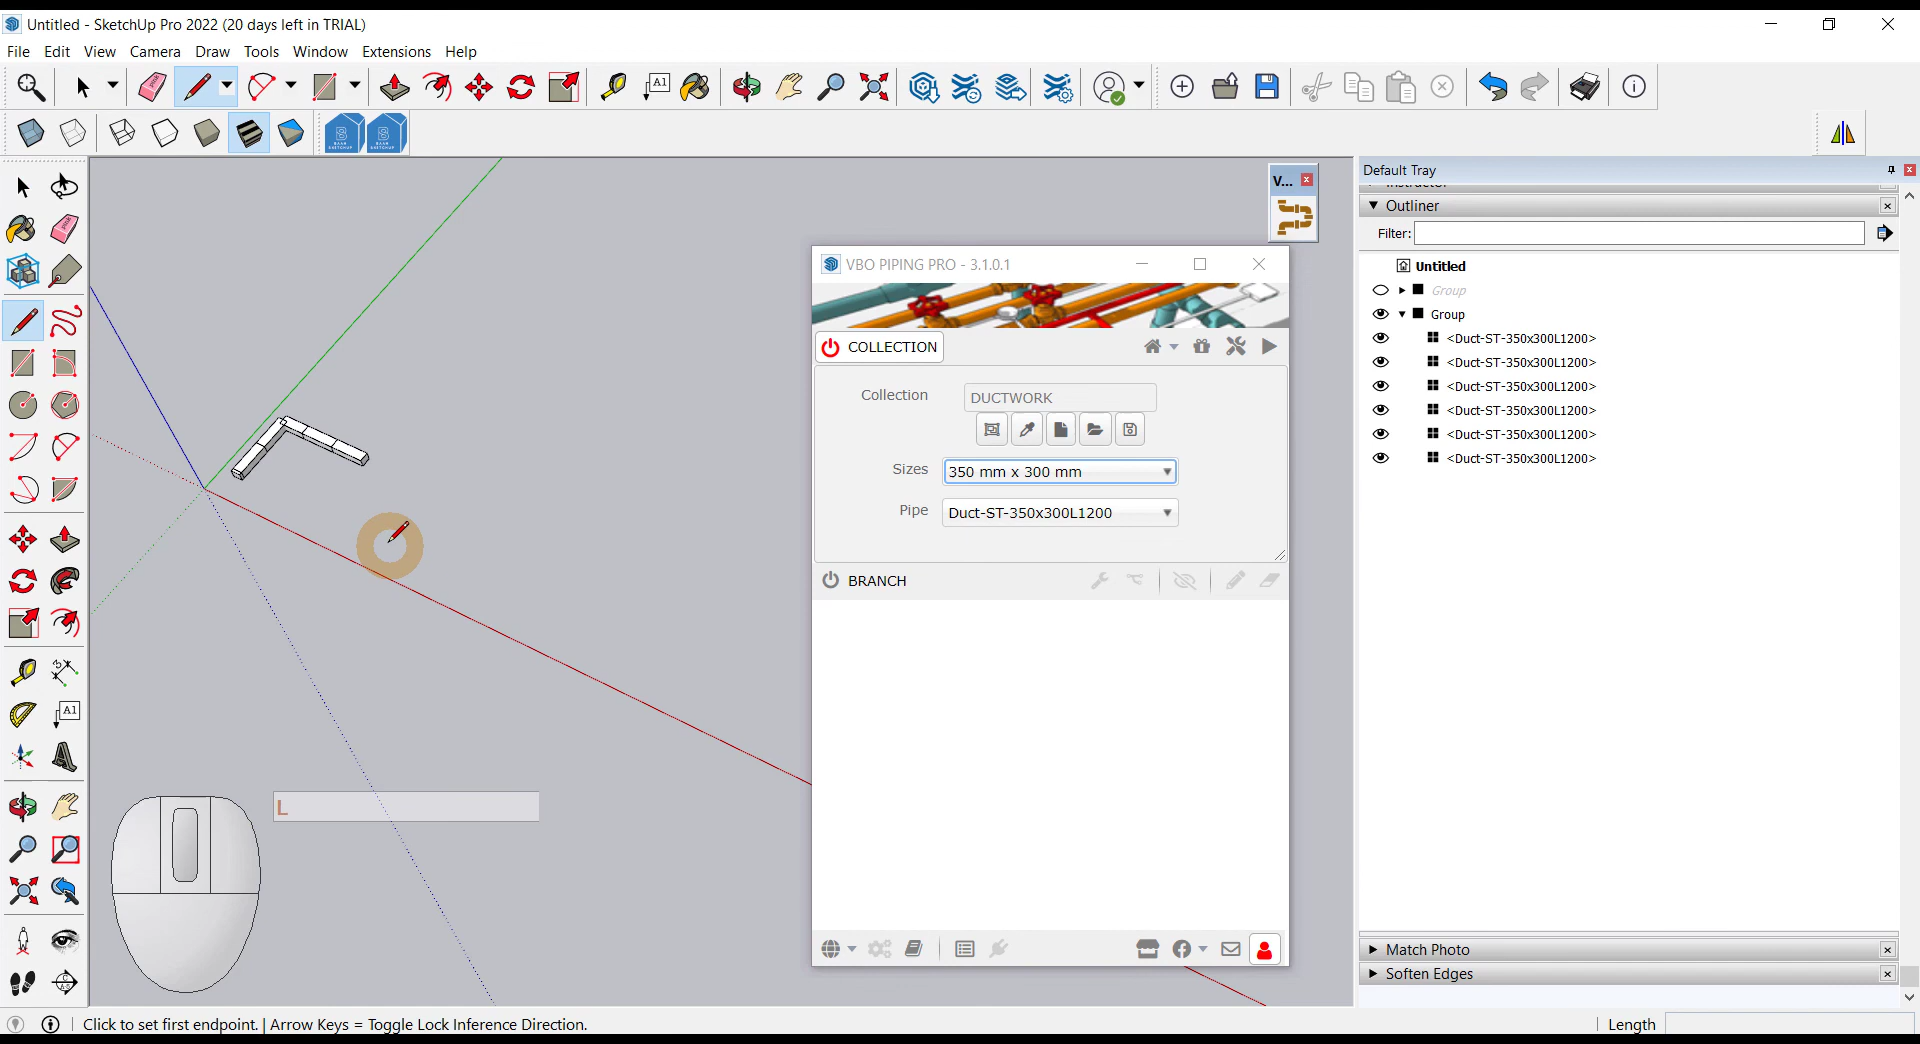 Untitled - SketchUp Pro 2022 (20 days left in TRIAL)
File Edit View Camera Draw Tools Window Extensions Help
A1
Default Tray
V...
Outliner
Filter:
VBO PIPING PRO - 3.1.0.1
Untitled
Group
Group
COLLECTION
<Duct-ST-350x300L1200>
<Duct-ST-350x300L1200>
<Duct-ST-350x300L1200>
<Duct-ST-350x300L1200>
<Duct-ST-350x300L1200>
<Duct-ST-350x300L1200>
Collection DUCTWORK
Sizes 350 mm x 300 mm
Pipe Duct-ST-350x300L1200
BRANCH
A1
L
Match Photo
Soften Edges
Click to set first endpoint. | Arrow Keys = Toggle Lock Inference Direction.
Length